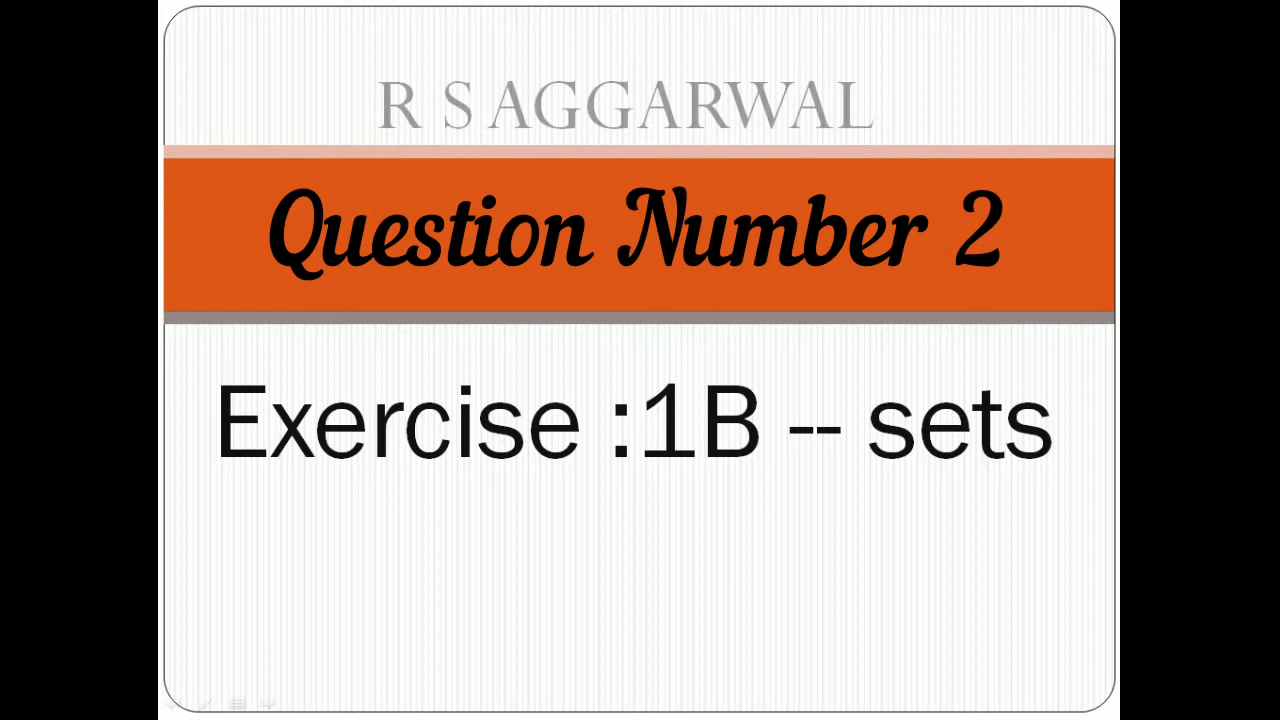 R S AGGARWAL
Question Number 2
Exercise :1B -- sets